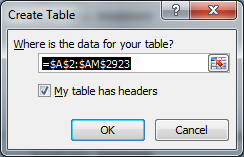 Create Table
Where is the data for your table?
=$A$2:$AM$2923
My table has headers
OK
Cancel